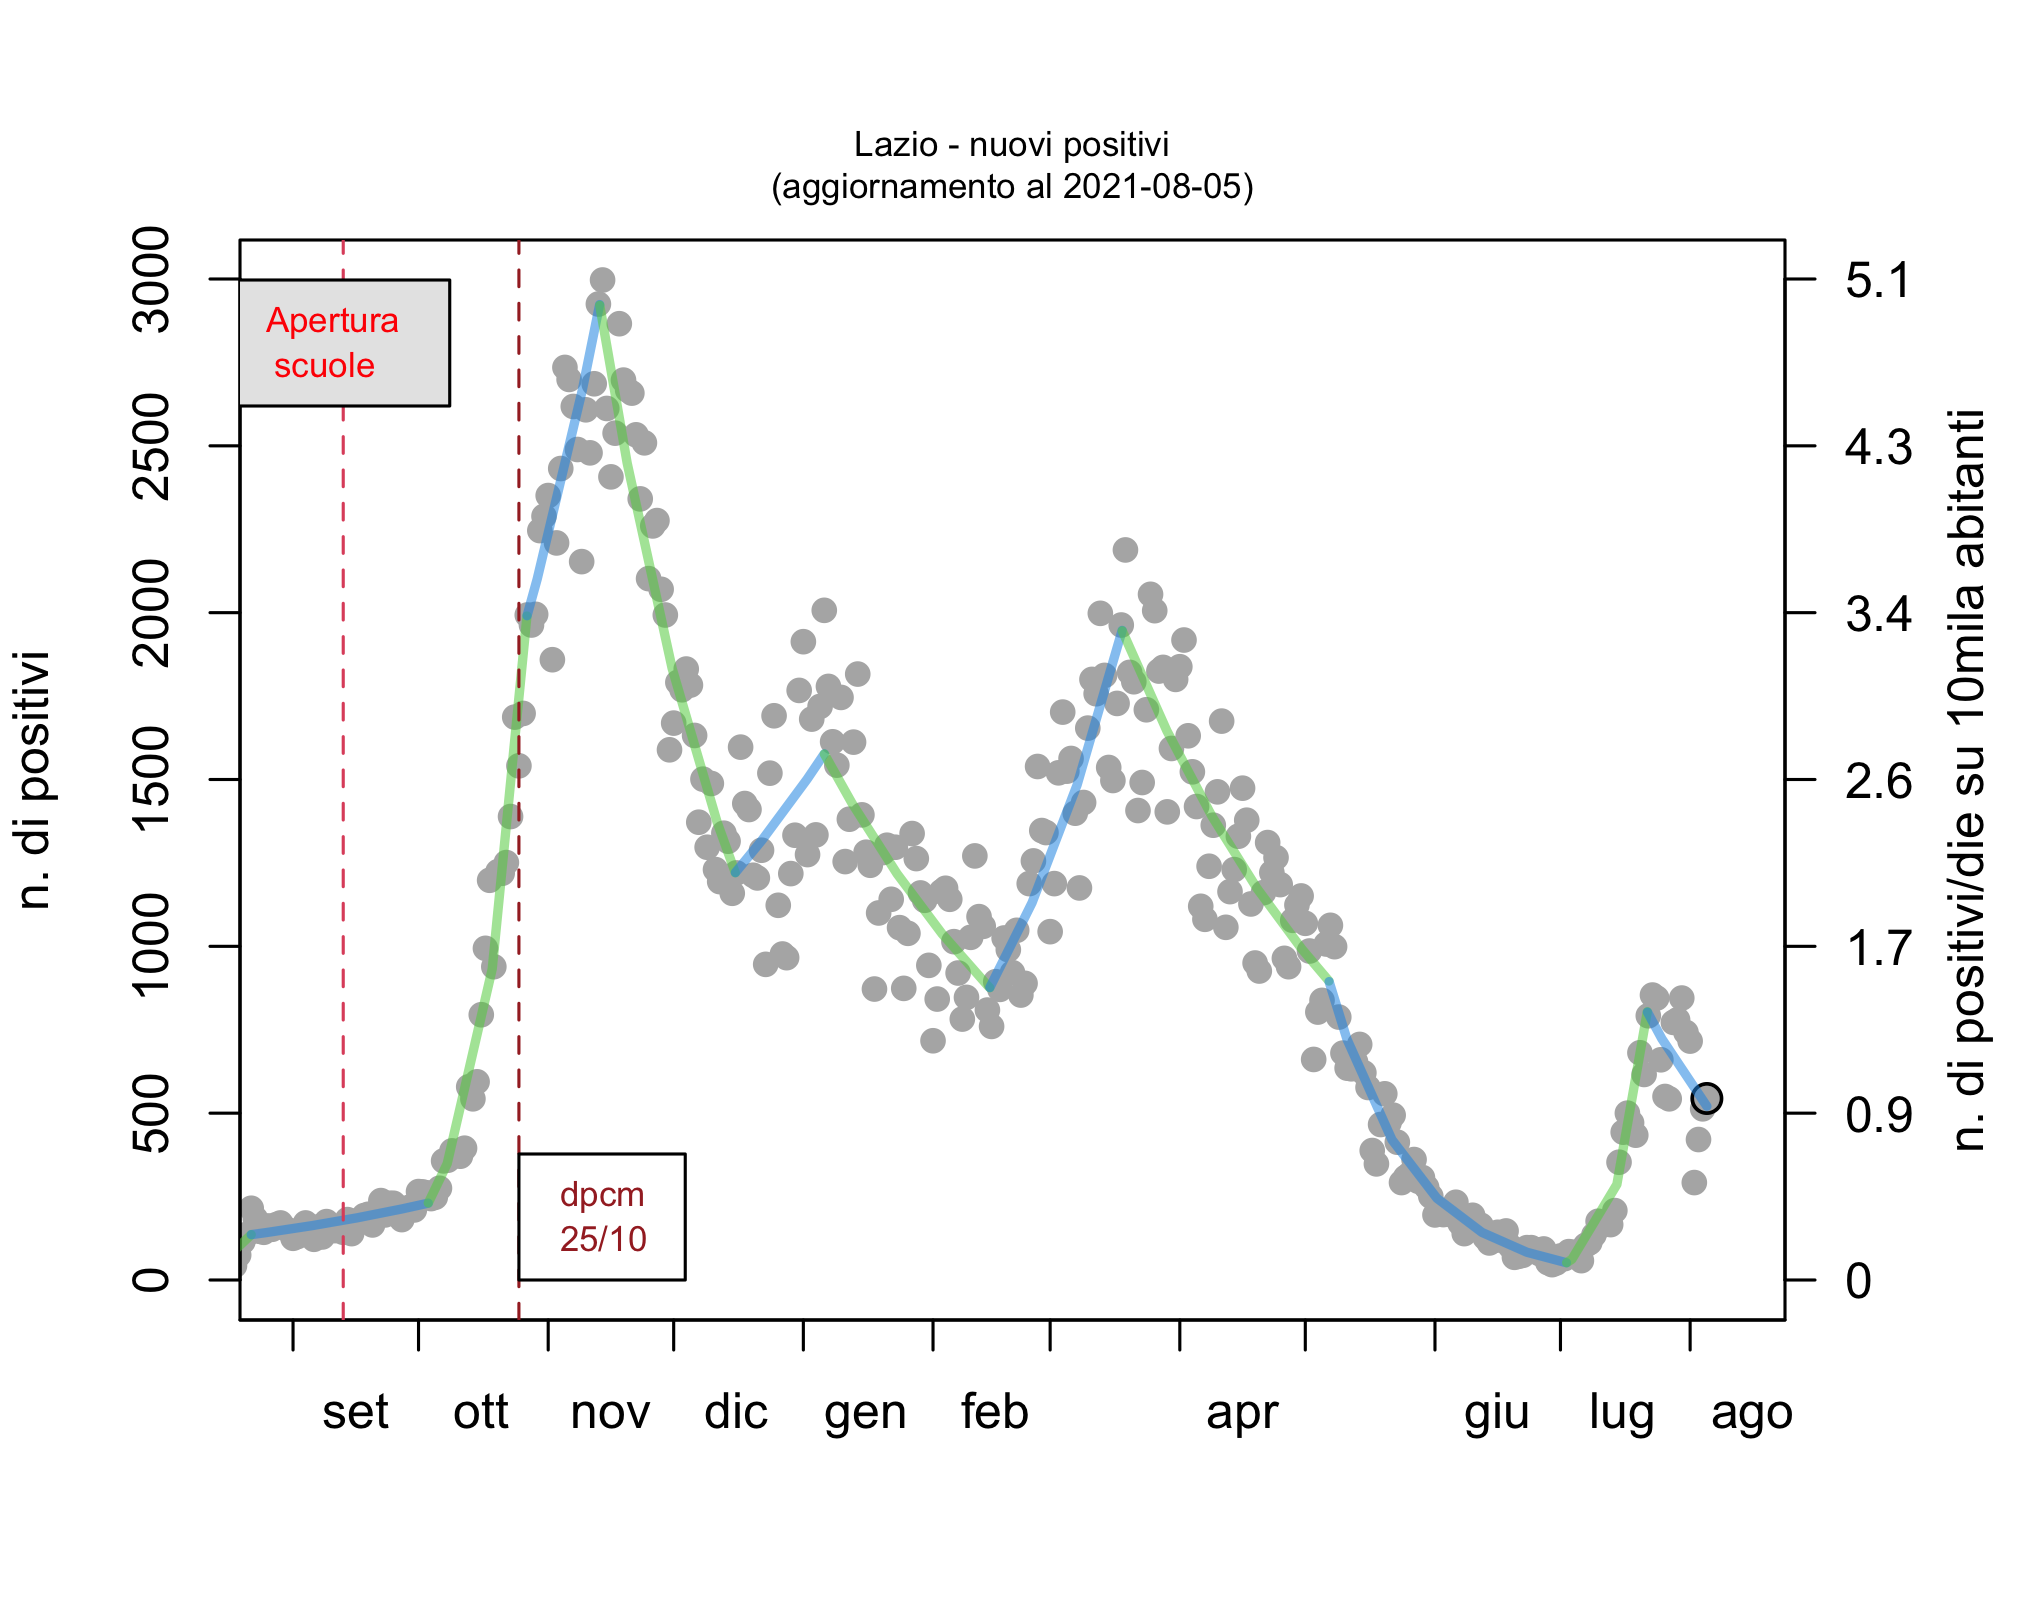 Lazio - nuovi positivi
(aggiornamento al 2021-08-05)
n. di positivi
3000
2500
2000
1500
1000
500
0
Apertura
scuole
dpcm
25/10
5.1
4.3
3.4
2.6
1.7
0.9
0
n. di positivi/die su 10mila abitanti
set ott nov dic gen feb apr giu lug ago